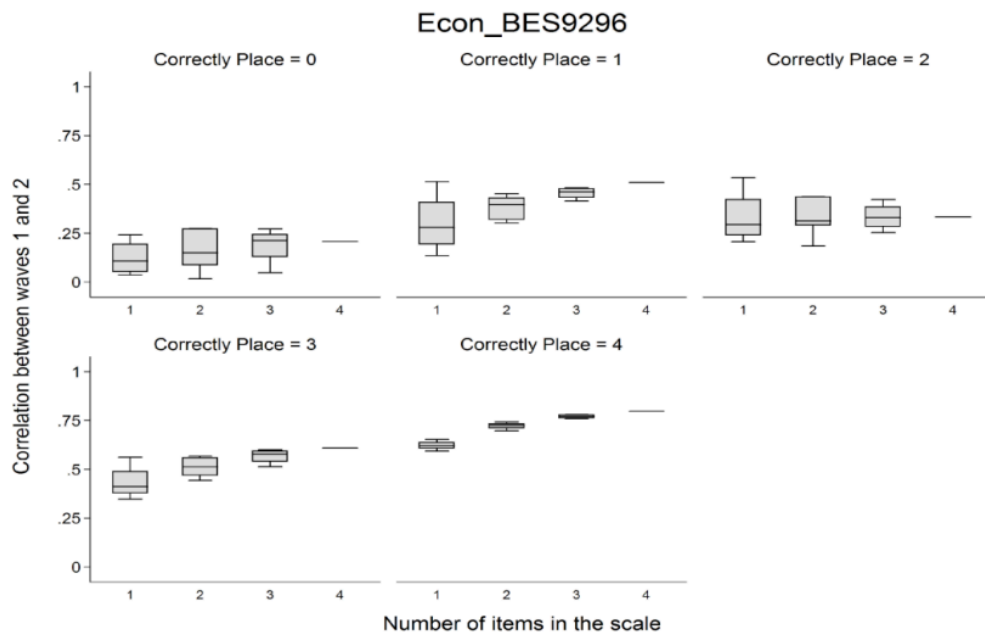 Econ_BES9296
Correctly Place = 0
Correctly Place = 1
Correctly Place = 2
Correlation between waves 1 and 2
1
.75
.5
.25
0
1 2 3 4
1 2 3 4
1 2 3 4
Correctly Place = 3
Correctly Place = 4
1
.75
.5
.25
0
1 2 3 4
1 2 3 4
Number of items in the scale